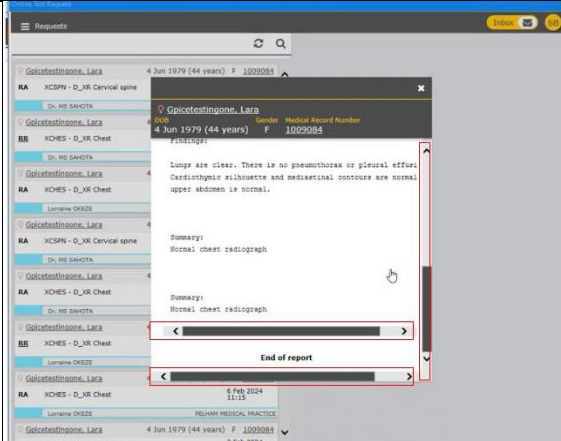 Online Test Request
Requests
Inbox
SB
Gpicetestingone, Lara 4 Jun 1979 (44 years) F 1009084
RA XCSPN - D_XR Cervical spine
Dr. MS SAHOTA
Gpicetestingone, Lara 4
RR XCHES - D_XR Chest
Dr. MS SAHOTA
Gpicetestingone, Lara 4
RA XCHES - D_XR Chest
Lorraine OKEZE
Gpicetestingone, Lara 4
RA XCSPN - D_XR Cervical spine
Dr. MS SAHOTA
Gpicetestingone, Lara 4
RA XCHES - D_XR Chest
Dr. MS SAHOTA
Gpicetestingone, Lara 4
RR XCHES - D_XR Chest
Lorraine OKEZE
Gpicetestingone, Lara
RA XCHES - D_XR Chest 6 Feb 2024
11:15
Lorraine OKEZE PELHAM MEDICAL PRACTICE
Gpicetestingone, Lara 4 Jun 1979 (44 years) F 1009084
Gpicetestingone, Lara
DOB Gender Medical Record Number
4 Jun 1979 (44 years) F 1009084
Findings:
Lungs are clear. There is no pneumothorax or pleural effusi
Cardiothymic silhouette and mediastinal contours are normal
upper abdomen is normal.
Summary:
Normal chest radiograph
Summary:
Normal chest radiograph
End of report